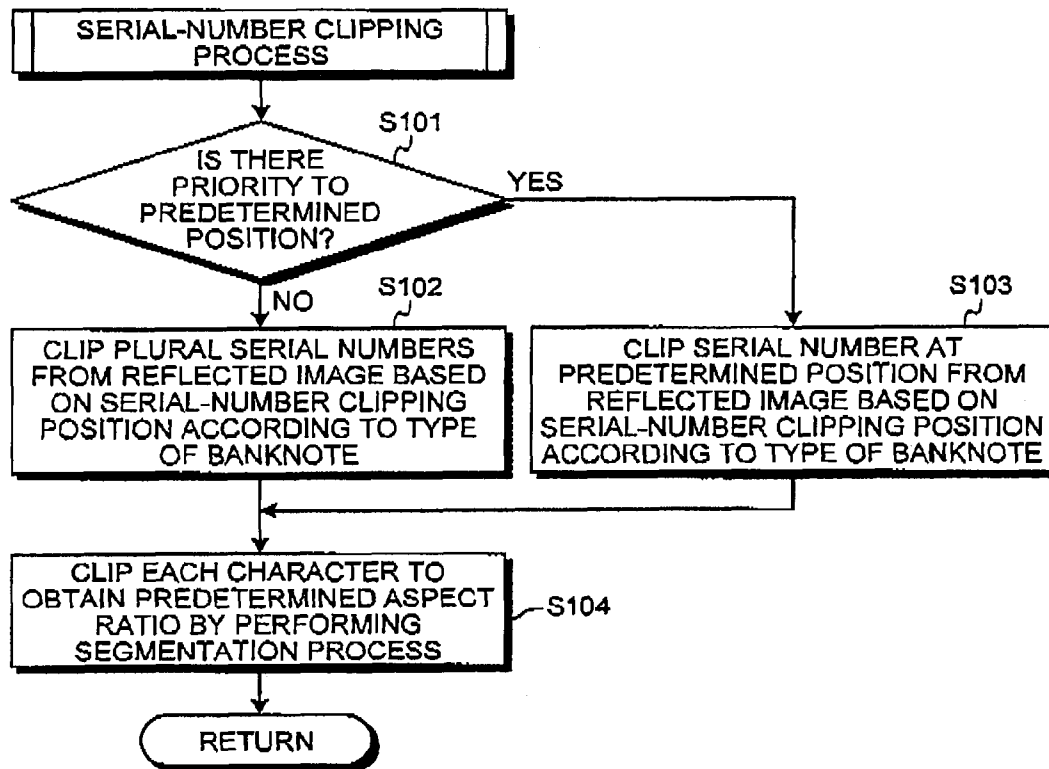 SERIAL-NUMBER CLIPPING
PROCESS
S101
IS THERE
PRIORITY TO
PREDETERMINED
POSITION?
YES
NO
S102
CLIP PLURAL SERIAL NUMBERS
FROM REFLECTED IMAGE BASED
ON SERIAL-NUMBER CLIPPING
POSITION ACCORDING TO TYPE
OF BANKNOTE
S103
CLIP SERIAL NUMBER AT
PREDETERMINED POSITION FROM
REFLECTED IMAGE BASED ON
SERIAL-NUMBER CLIPPING POSITION
ACCORDING TO TYPE OF BANKNOTE
CLIP EACH CHARACTER TO
OBTAIN PREDETERMINED ASPECT
RATIO BY PERFORMING
SEGMENTATION PROCESS
S104
RETURN